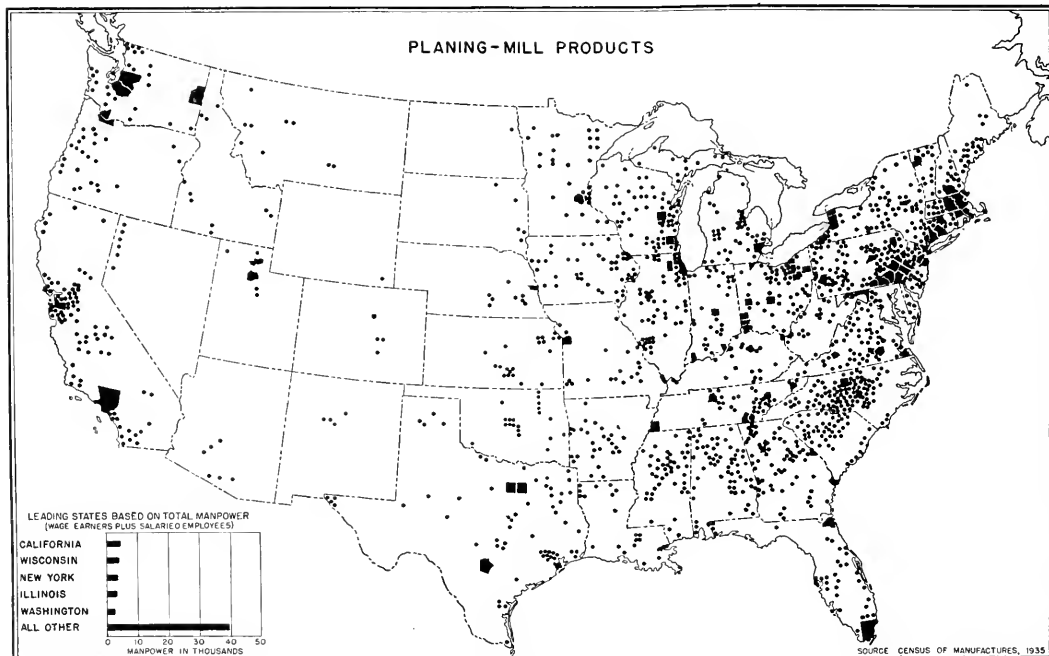 PLANING-MILL PRODUCTS
LEADING STATES BASED ON TOTAL MANPOWER
(WAGE EARNERS PLUS SALARIED EMPLOYEES)
CALIFORNIA
WISCONSIN
NEW YORK
ILLINOIS
WASHINGTON
ALL OTHER
0 10 20 30 40 50
MANPOWER IN THOUSANDS
SOURCE CENSUS OF MANUFACTURES, 1935